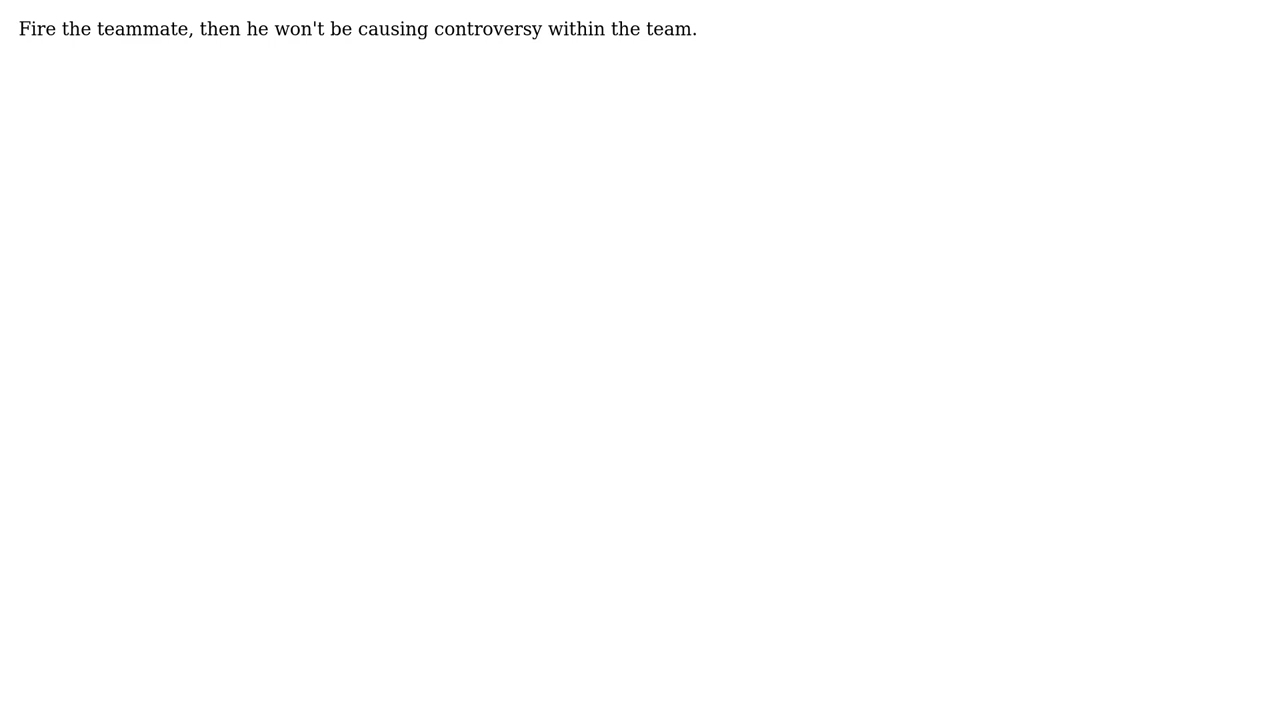 Fire the teammate, then he won't be causing controversy within the team.